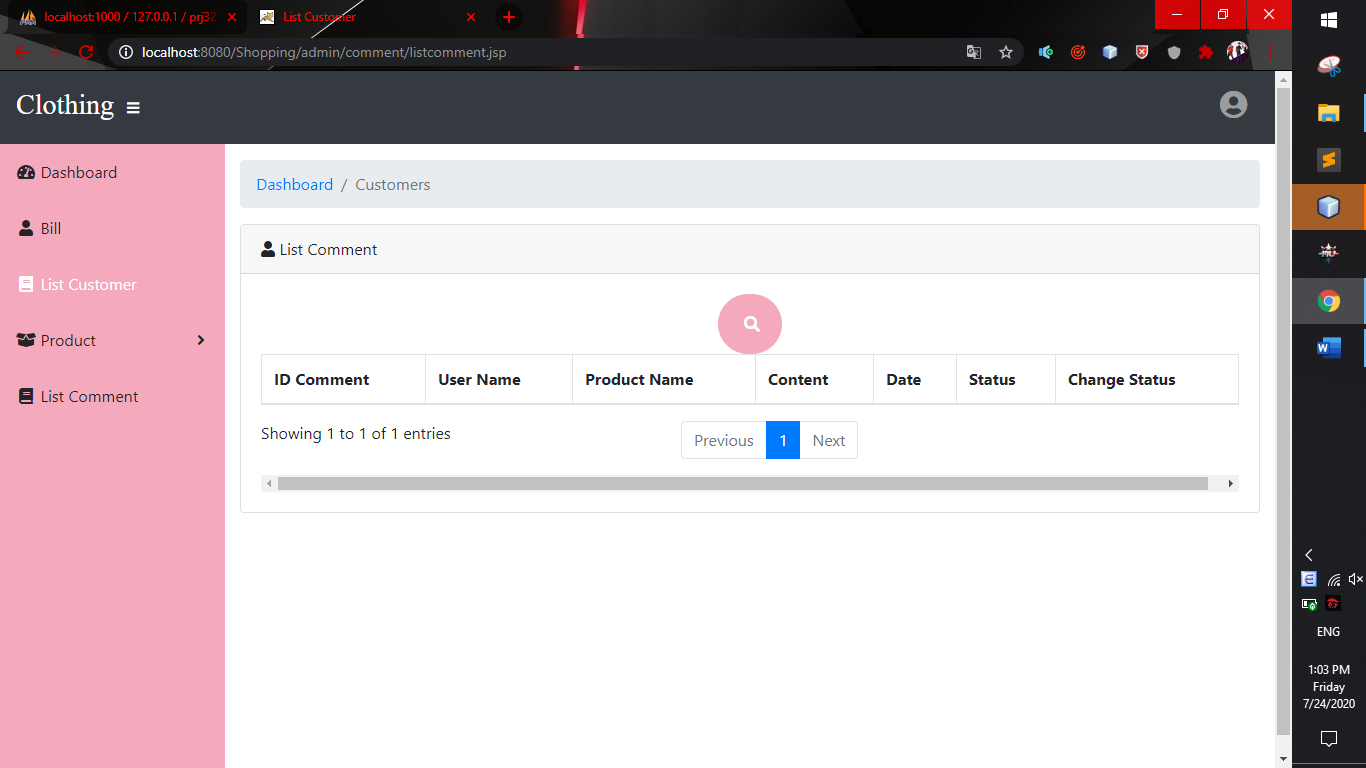 localhost:1000 / 127.0.0.1 / prj32
List Customer
localhost:8080/Shopping/admin/comment/listcomment.jsp
Clothing
Dashboard
Bill
List Customer
Product
List Comment
Dashboard / Customers
List Comment
ID Comment User Name Product Name Content Date Status Change Status
Showing 1 to 1 of 1 entries
Previous 1 Next
ENG
1:03 PM
Friday
7/24/2020